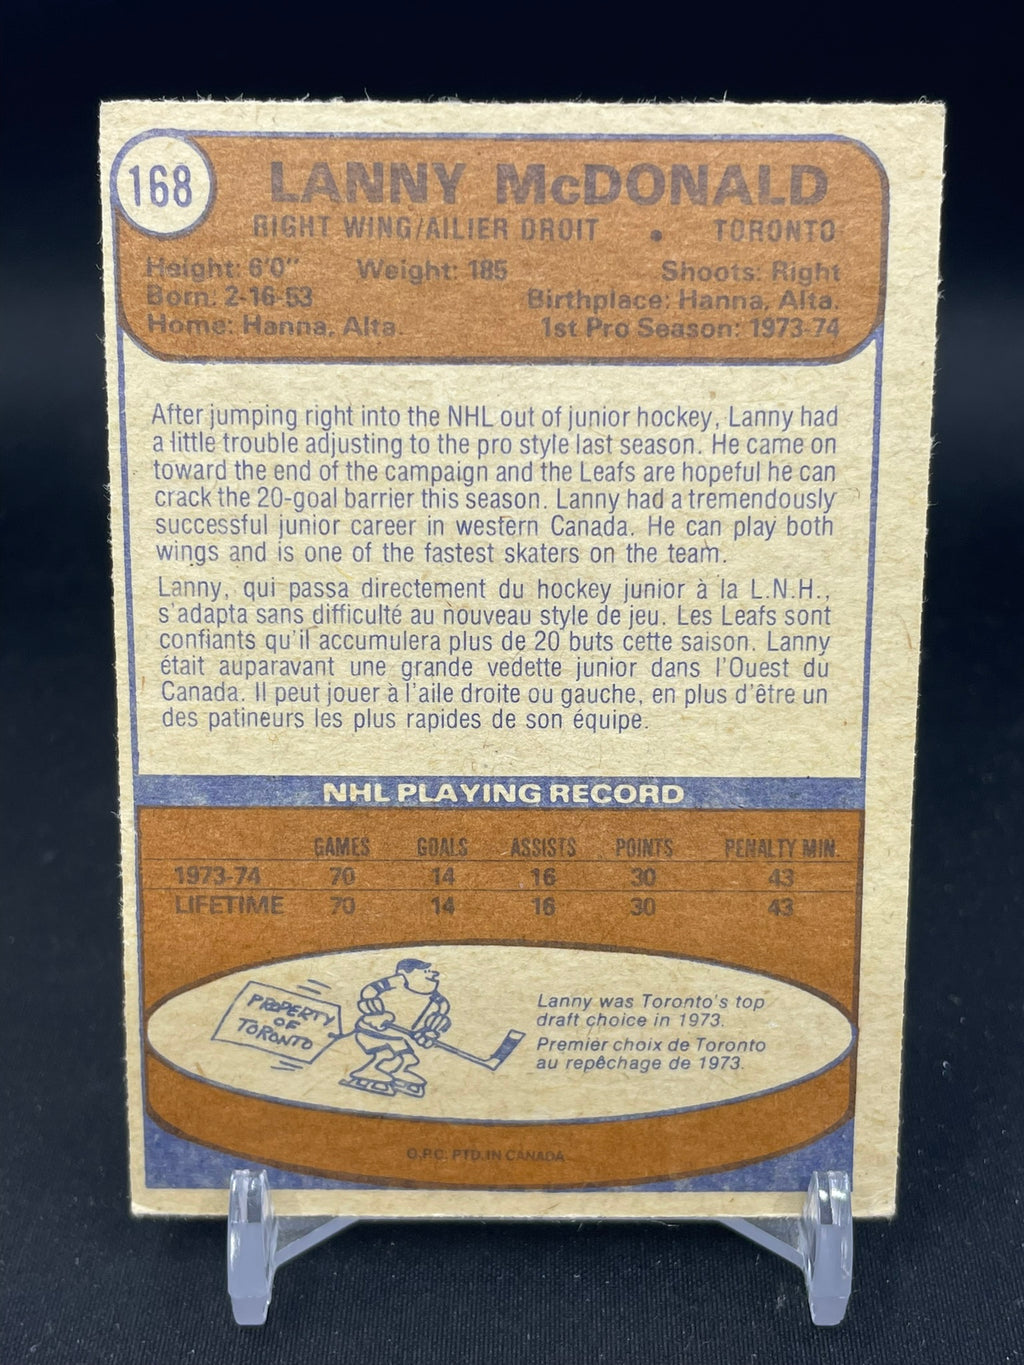 168
LANNY McDONALD
RIGHT WING/AILIER DROIT • TORONTO
Height: 6'0" Weight: 185 Shoots: Right
Born: 2-16-53 Birthplace: Hanna, Alta.
Home: Hanna, Alta. 1st Pro Season: 1973-74
After jumping right into the NHL out of junior hockey, Lanny had
a little trouble adjusting to the pro style last season. He came on
toward the end of the campaign and the Leafs are hopeful he can
crack the 20-goal barrier this season. Lanny had a tremendously
successful junior career in western Canada. He can play both
wings and is one of the fastest skaters on the team.
Lanny, qui passa directement du hockey junior à la L.N.H.,
s'adapta sans difficulté au nouveau style de jeu. Les Leafs sont
confiants qu'il accumulera plus de 20 buts cette saison. Lanny
était auparavant une grande vedette junior dans l'Ouest du
Canada. Il peut jouer à l'aile droite ou gauche, en plus d'être un
des patineurs les plus rapides de son équipe.
NHL PLAYING RECORD
GAMES GOALS ASSISTS POINTS PENALTY MIN.
1973-74 70 14 16 30 43
LIFETIME 70 14 16 30 43
PROPERTY
OF
TORONTO
Lanny was Toronto's top
draft choice in 1973.
Premier choix de Toronto
au repêchage de 1973.
O.P.C. PTD. IN CANADA